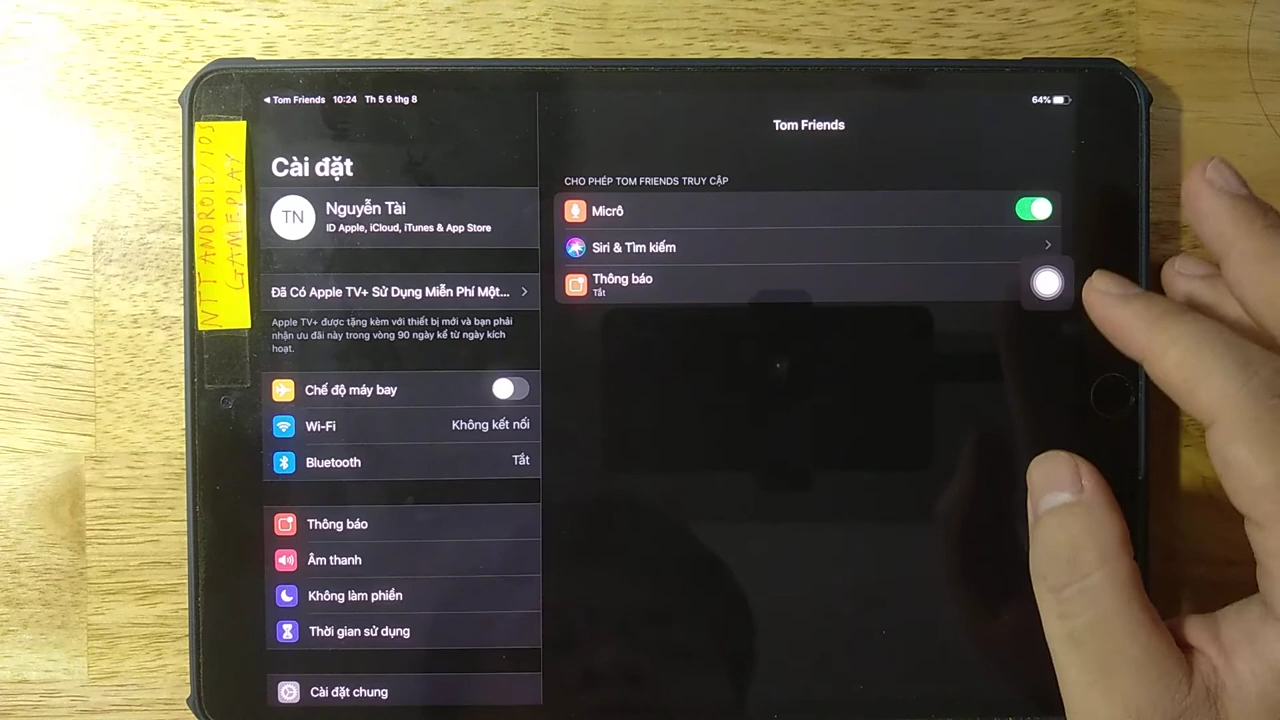 NTT ANDROID/IOS
GAMEPLAY
Tom Friends 10:24 Th 5 6 thg 8
64%
Cài đặt
TN
Nguyễn Tài
ID Apple, iCloud, iTunes & App Store
Đã Có Apple TV+ Sử Dụng Miễn Phí Một...
Apple TV+ được tặng kèm với thiết bị mới và bạn phải
nhận ưu đãi này trong vòng 90 ngày kể từ ngày kích
hoạt.
Chế độ máy bay
Wi-Fi Không kết nối
Bluetooth Tắt
Thông báo
Âm thanh
Không làm phiền
Thời gian sử dụng
Cài đặt chung
Tom Friends
CHO PHÉP TOM FRIENDS TRUY CẬP
Micrô
Siri & Tìm kiếm
Thông báo
Tắt